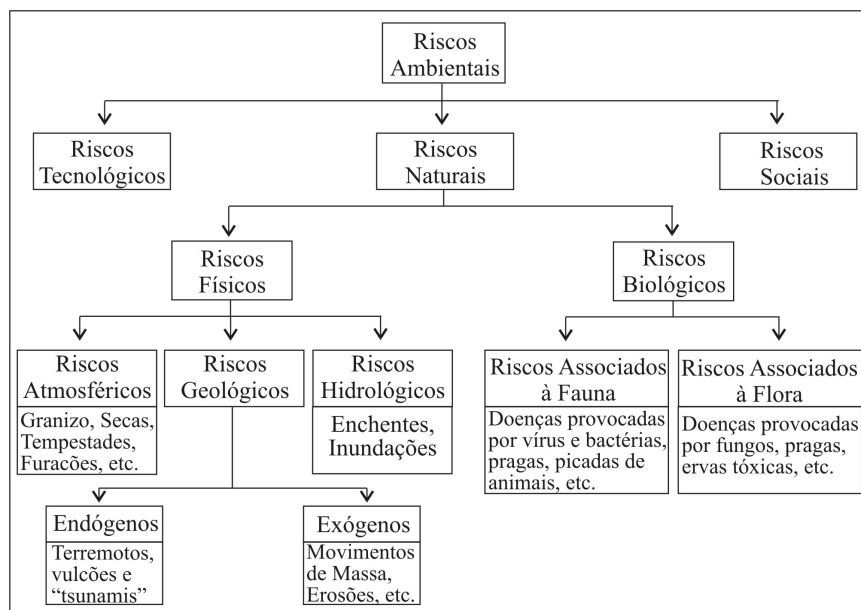 Riscos
Ambientais
Riscos
Tecnológicos
Riscos
Naturais
Riscos
Sociais
Riscos
Físicos
Riscos
Biológicos
Riscos
Atmosféricos
Granizo, Secas,
Tempestades,
Furacões, etc.
Riscos
Geológicos
Riscos
Hidrológicos
Enchentes,
Inundações
Riscos Associados
à Fauna
Doenças provocadas
por vírus e bactérias,
pragas, picadas de
animais, etc.
Riscos Associados
à Flora
Doenças provocadas
por fungos, pragas,
ervas tóxicas, etc.
Endógenos
Terremotos,
vulcões e
“tsunamis”
Exógenos
Movimentos
de Massa,
Erosões, etc.